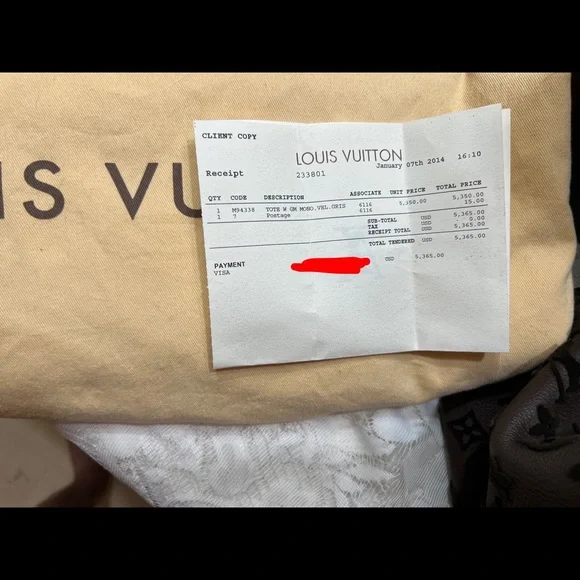 IS VU
CLIENT COPY
LOUIS VUITTON
January 07th 2014 16:10
Receipt 233801
QTY CODE DESCRIPTION ASSOCIATE UNIT PRICE TOTAL PRICE
1 M94338 TOTE W GM MONO.VEL.GRIS 6116 5,350.00 5,350.00
1 7 Postage 6116 15.00
SUB-TOTAL USD 5,365.00
TAX USD 0.00
RECEIPT TOTAL USD 5,365.00
TOTAL TENDERED USD 5,365.00
PAYMENT
VISA USD 5,365.00